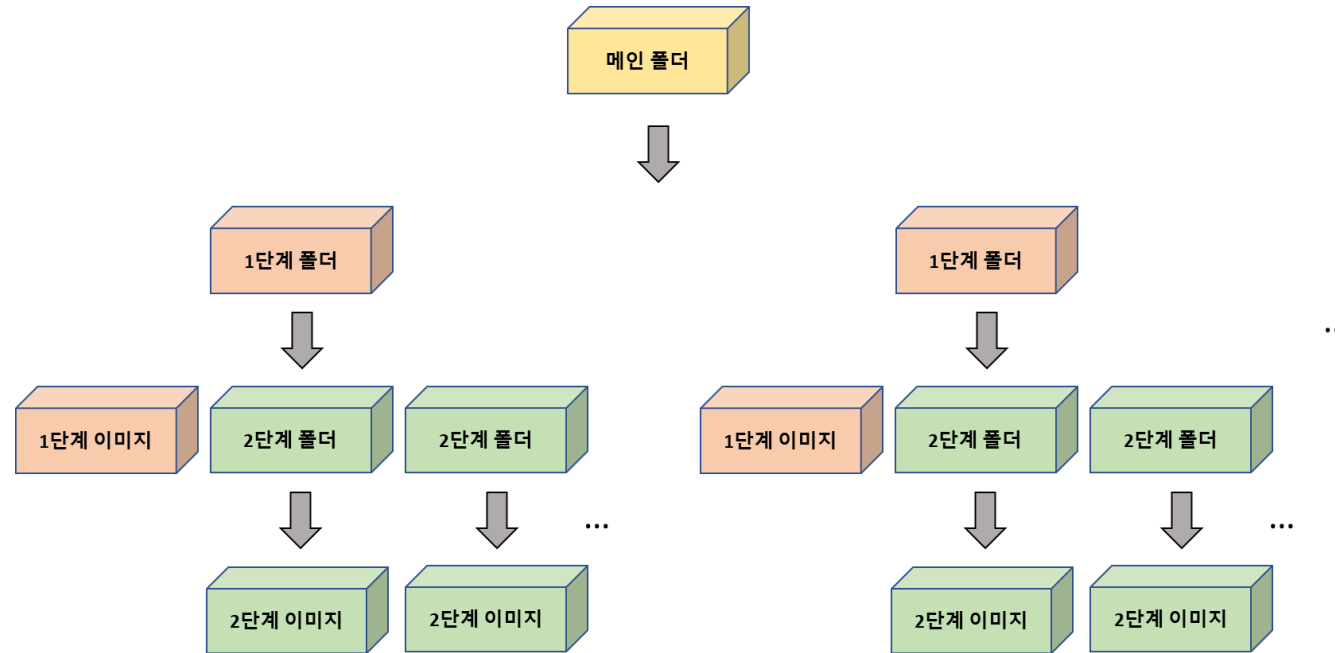 메인 폴더
1단계 폴더
1단계 폴더
...
1단계 이미지
2단계 폴더
2단계 폴더
1단계 이미지
2단계 폴더
2단계 폴더
...
...
2단계 이미지
2단계 이미지
2단계 이미지
2단계 이미지